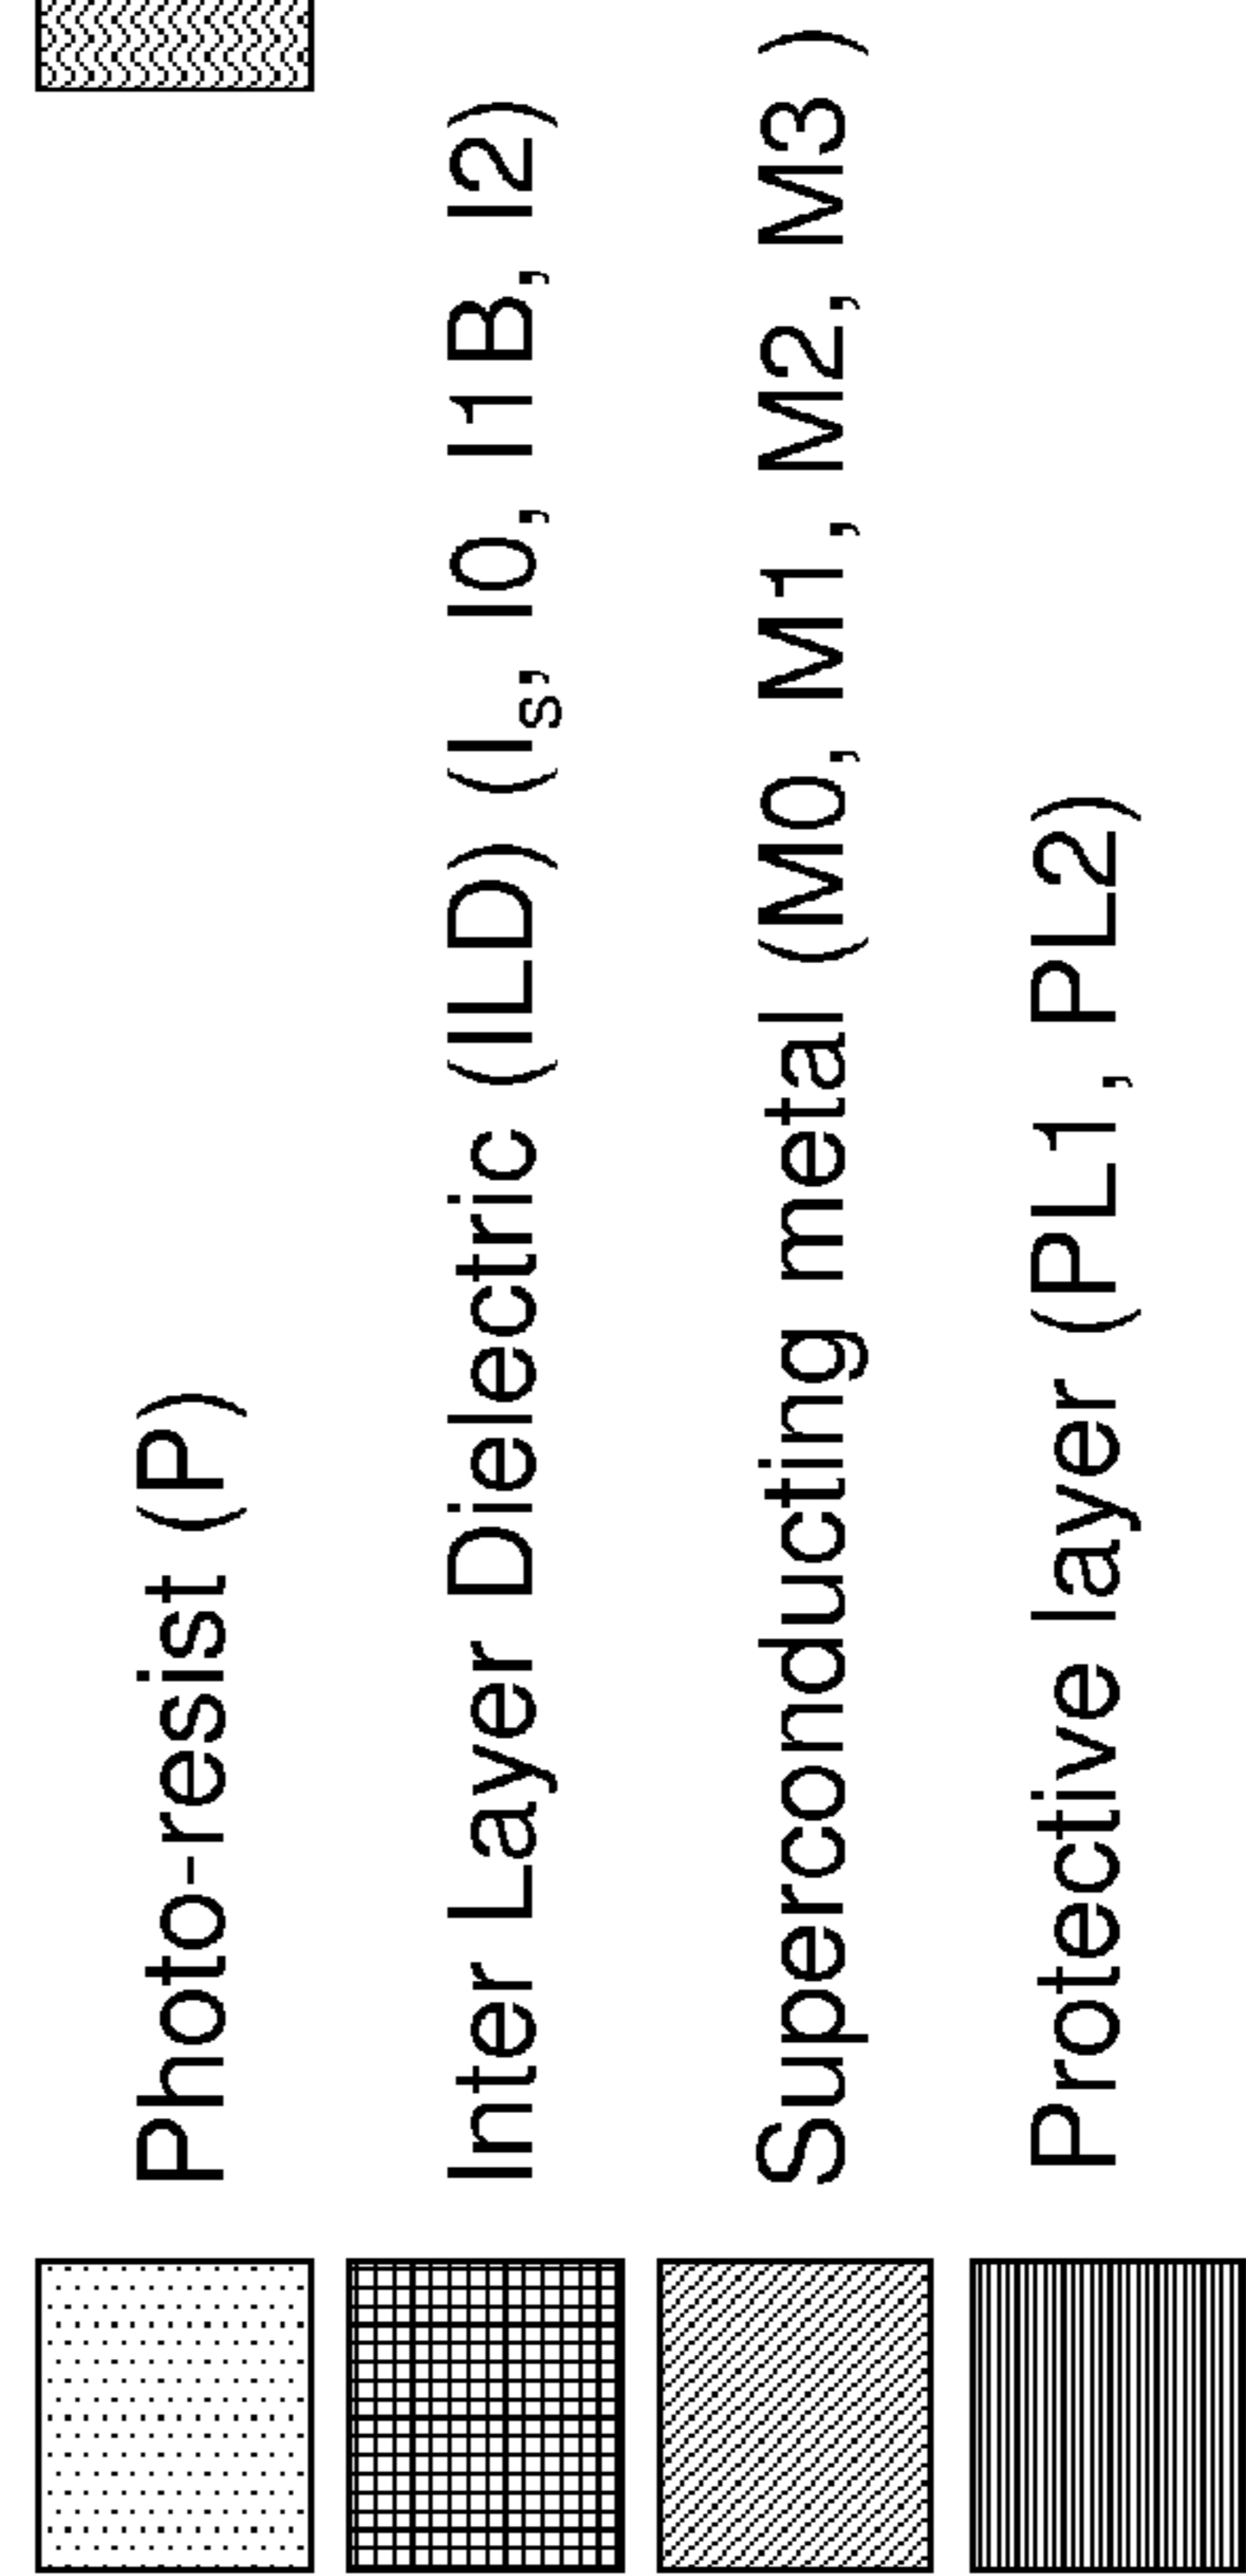 Photo-resist (P)
Inter Layer Dielectric (ILD) (Is, I0, I1B, I2)
Superconducting metal (M0, M1, M2, M3 )
Protective layer (PL1, PL2)